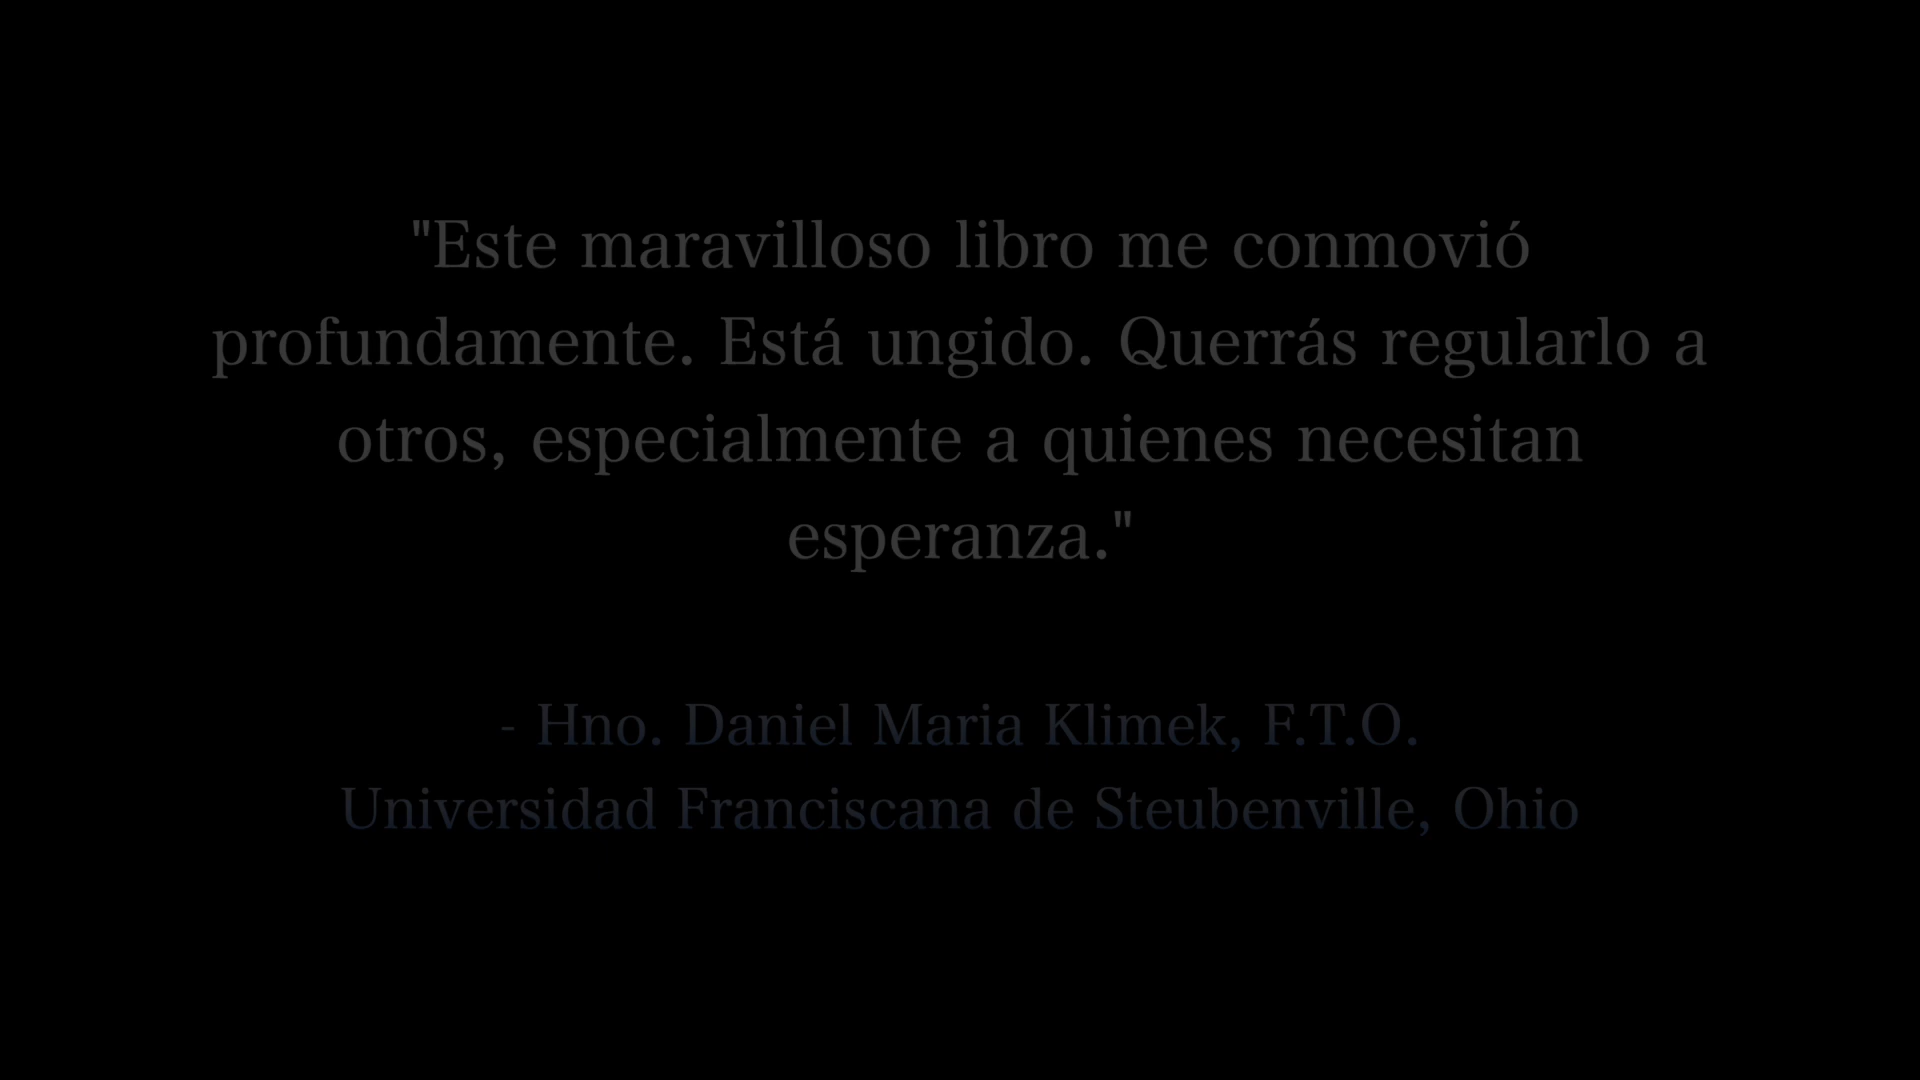 "Este maravilloso libro me conmovió
profundamente. Está ungido. Querrás regularlo a
otros, especialmente a quienes necesitan
esperanza."
- Hno. Daniel Maria Klimek, F.T.O.
Universidad Franciscana de Steubenville, Ohio